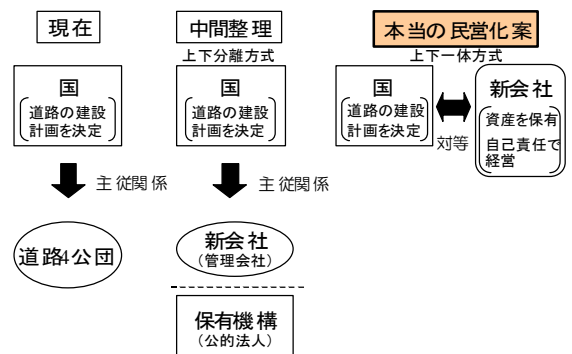 現在
国
道路の建設
計画を決定
主従関係
道路4公団
中間整理
上下分離方式
国
道路の建設
計画を決定
主従関係
新会社
(管理会社)
保有機構
(公的法人)
本当の民営化案
上下一体方式
国
道路の建設
計画を決定
対等
新会社
資産を保有
自己責任で
経営